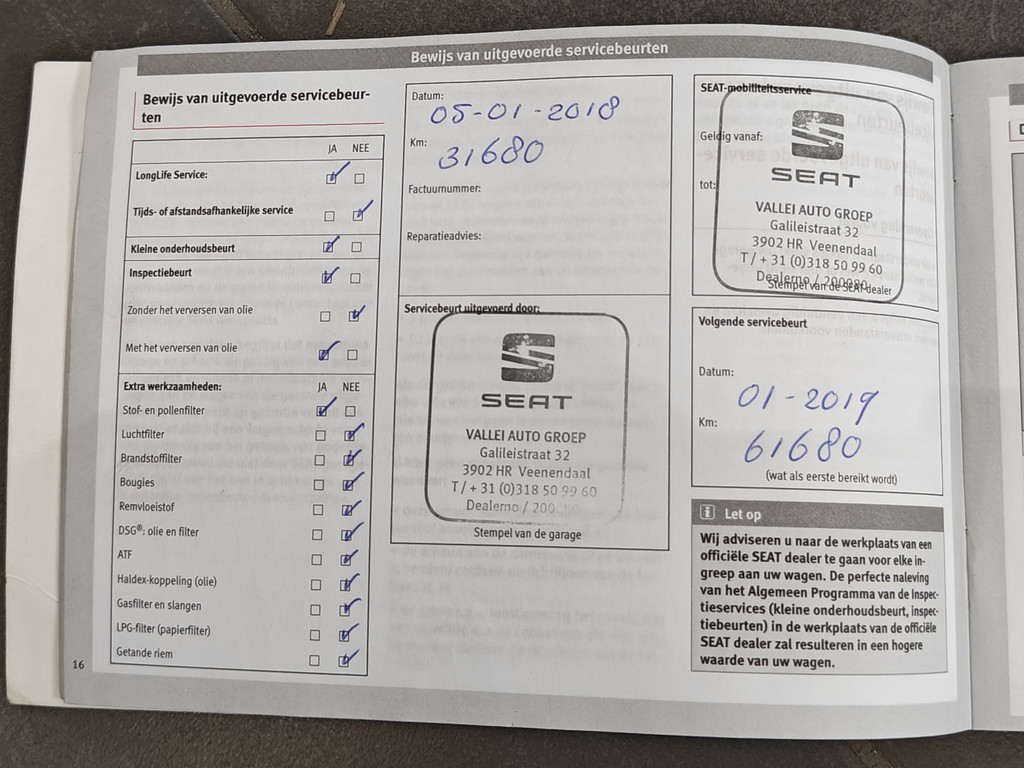 Bewijs van uitgevoerde servicebeurten
Bewijs van uitgevoerde servicebeur-
ten
JA NEE
LongLife Service:
Tijds- of afstandsafhankelijke service
Kleine onderhoudsbeurt
Inspectiebeurt
Zonder het verversen van olie
Met het verversen van olie
Extra werkzaamheden: JA NEE
Stof- en pollenfilter
Luchtfilter
Brandstoffilter
Bougies
Remvloeistof
DSG®: olie en filter
ATF
Haldex-koppeling (olie)
Gasfilter en slangen
LPG-filter (papierfilter)
Getande riem
16
Datum:
05-01-2018
Km:
31680
Factuurnummer:
Reparatieadvies:
Servicebeurt uitgevoerd door:
SEAT
VALLEI AUTO GROEP
Galileistraat 32
3902 HR Veenendaal
T / + 31 (0)318 50 99 60
Dealerno / 200
Stempel van de garage
SEAT-mobiliteitsservice
Geldig vanaf:
tot:
SEAT
VALLEI AUTO GROEP
Galileistraat 32
3902 HR Veenendaal
T / + 31 (0)318 50 99 60
Dealerno / 200980
Stempel van de SEAT-dealer
Volgende servicebeurt
Datum:
01-2019
Km:
61680
(wat als eerste bereikt wordt)
i Let op
Wij adviseren u naar de werkplaats van een
officiële SEAT dealer te gaan voor elke in-
greep aan uw wagen. De perfecte naleving
van het Algemeen Programma van de Inspec-
tieservices (kleine onderhoudsbeurt, inspec-
tiebeurten) in de werkplaats van de officiële
SEAT dealer zal resulteren in een hogere
waarde van uw wagen.